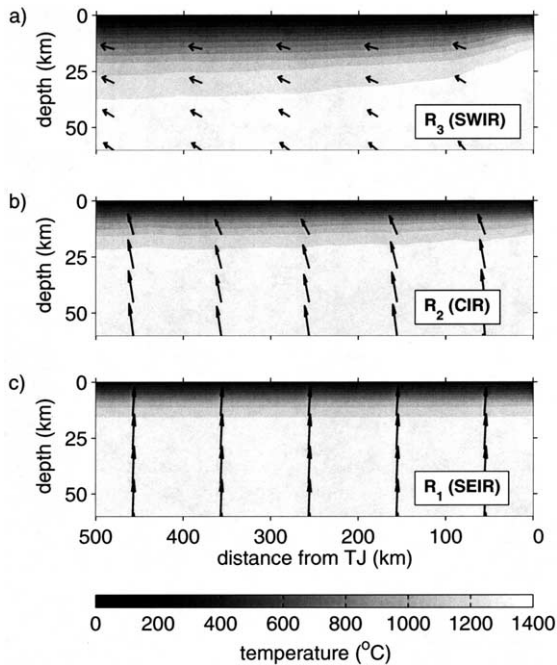 a)
0
25
50
depth (km)
R3 (SWIR)
b)
0
25
50
depth (km)
R2 (CIR)
c)
0
25
50
depth (km)
R1 (SEIR)
500 400 300 200 100 0
distance from TJ (km)
0 200 400 600 800 1000 1200 1400
temperature (°C)